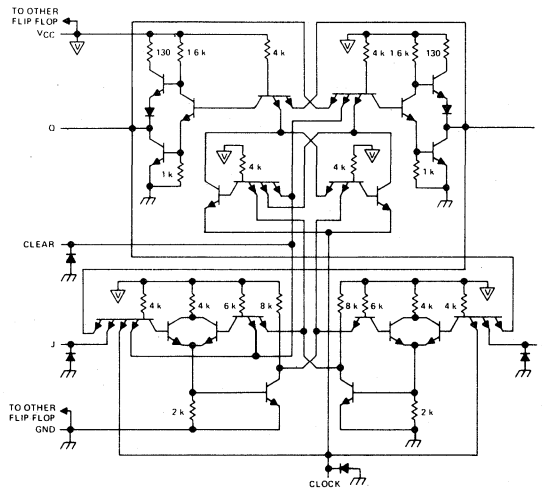 TO OTHER
FLIP FLOP
VCC
V
130
1 6 k
4 k
V
4 k
1 6 k
130
Q
V
4 k
V
4 k
1 k
1 k
CLEAR
V
4 k
4 k
6 k
8 k
8 k
6 k
4 k
4 k
V
J
TO OTHER
FLIP FLOP
GND
2 k
2 k
CLOCK